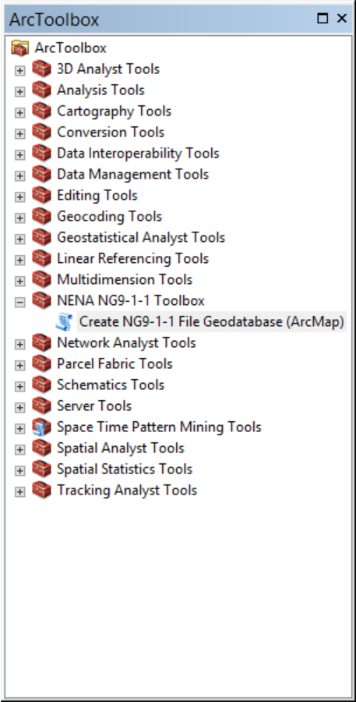 ArcToolbox
ArcToolbox
3D Analyst Tools
Analysis Tools
Cartography Tools
Conversion Tools
Data Interoperability Tools
Data Management Tools
Editing Tools
Geocoding Tools
Geostatistical Analyst Tools
Linear Referencing Tools
Multidimension Tools
NENA NG9-1-1 Toolbox
Create NG9-1-1 File Geodatabase (ArcMap)
Network Analyst Tools
Parcel Fabric Tools
Schematics Tools
Server Tools
Space Time Pattern Mining Tools
Spatial Analyst Tools
Spatial Statistics Tools
Tracking Analyst Tools